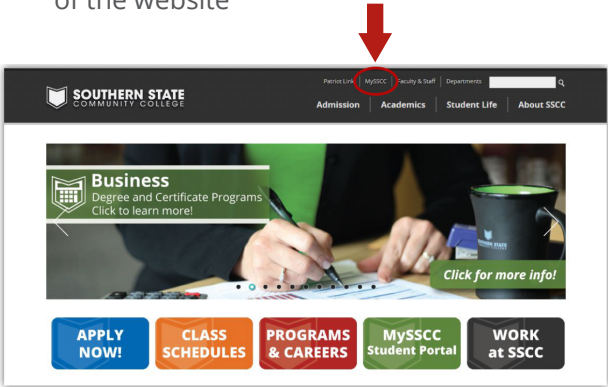 of the website
Patriot Link MySSCC Faculty & Staff Departments
SOUTHERN STATE
COMMUNITY COLLEGE
Admission Academics Student Life About SSCC
Business
Degree and Certificate Programs
Click to learn more!
SOUTHERN STATE
Click for more info!
APPLY
NOW!
CLASS
SCHEDULES
PROGRAMS
& CAREERS
MySSCC
Student Portal
WORK
at SSCC